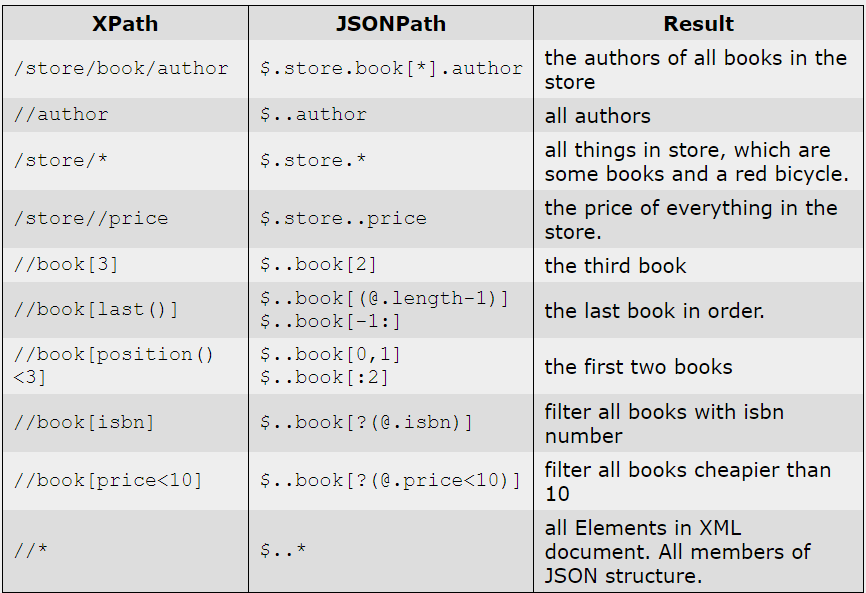 XPath JSONPath Result
/store/book/author $.store.book[*].author the authors of all books in the
store
//author $..author all authors
/store/* $.store.* all things in store, which are
some books and a red bicycle.
/store//price $.store..price the price of everything in the
store.
//book[3] $..book[2] the third book
//book[last()] $..book[(@.length-1)]
$..book[-1:] the last book in order.
//book[position()
<3] $..book[0,1]
$..book[:2] the first two books
//book[isbn] $..book[?(@.isbn)] filter all books with isbn
number
//book[price<10] $..book[?(@.price<10)] filter all books cheapier than
10
//* $..* all Elements in XML
document. All members of
JSON structure.